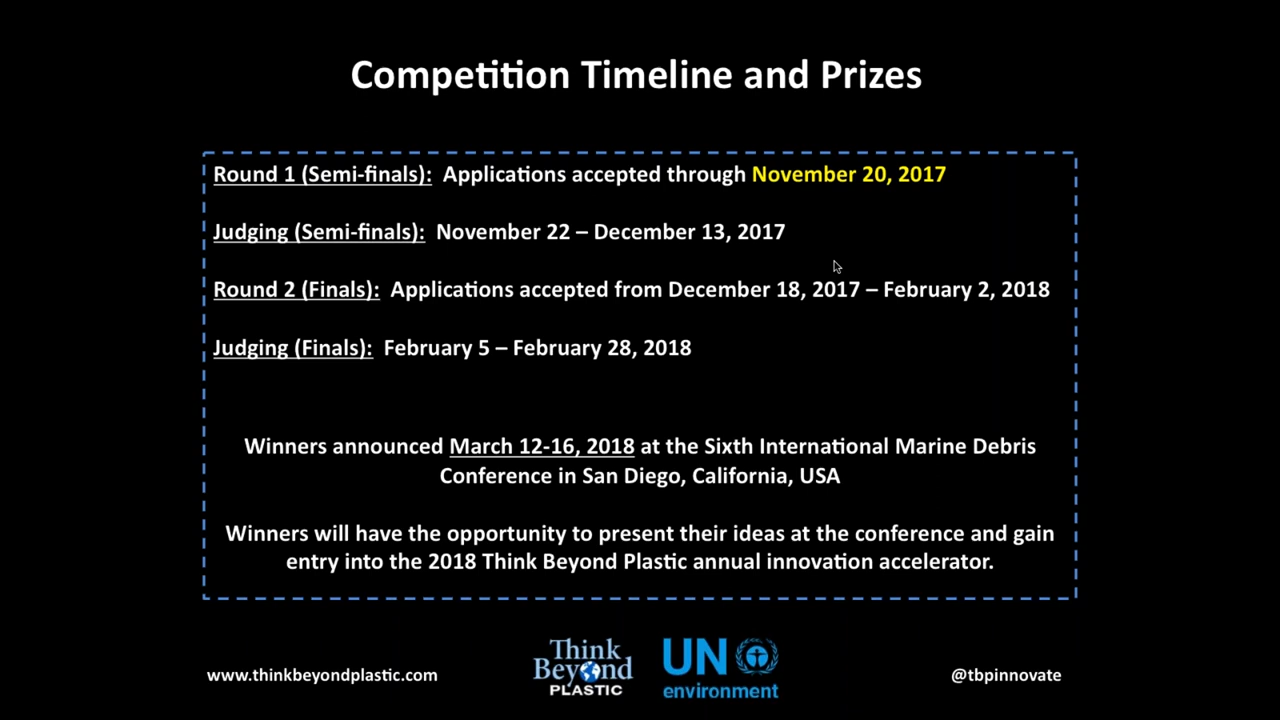 Competition Timeline and Prizes
Round 1 (Semi-finals): Applications accepted through November 20, 2017
Judging (Semi-finals): November 22 – December 13, 2017
Round 2 (Finals): Applications accepted from December 18, 2017 – February 2, 2018
Judging (Finals): February 5 – February 28, 2018
Winners announced March 12-16, 2018 at the Sixth International Marine Debris
Conference in San Diego, California, USA
Winners will have the opportunity to present their ideas at the conference and gain
entry into the 2018 Think Beyond Plastic annual innovation accelerator.
www.thinkbeyondplastic.com
Think
Beyond
PLASTIC
UN
environment
@tbpinnovate